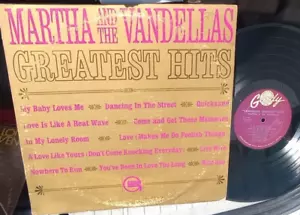 MARTHA AND THE VANDELLAS
GREATEST HITS
My Baby Loves Me Dancing In The Street Quicksand
Love Is Like A Heat Wave Come and Get These Memories
In My Lonely Room Love (Makes Me Do Foolish Things)
A Love Like Yours (Don't Come Knocking Everyday) Live Wire
Nowhere To Run You've Been In Love Too Long
Gordy